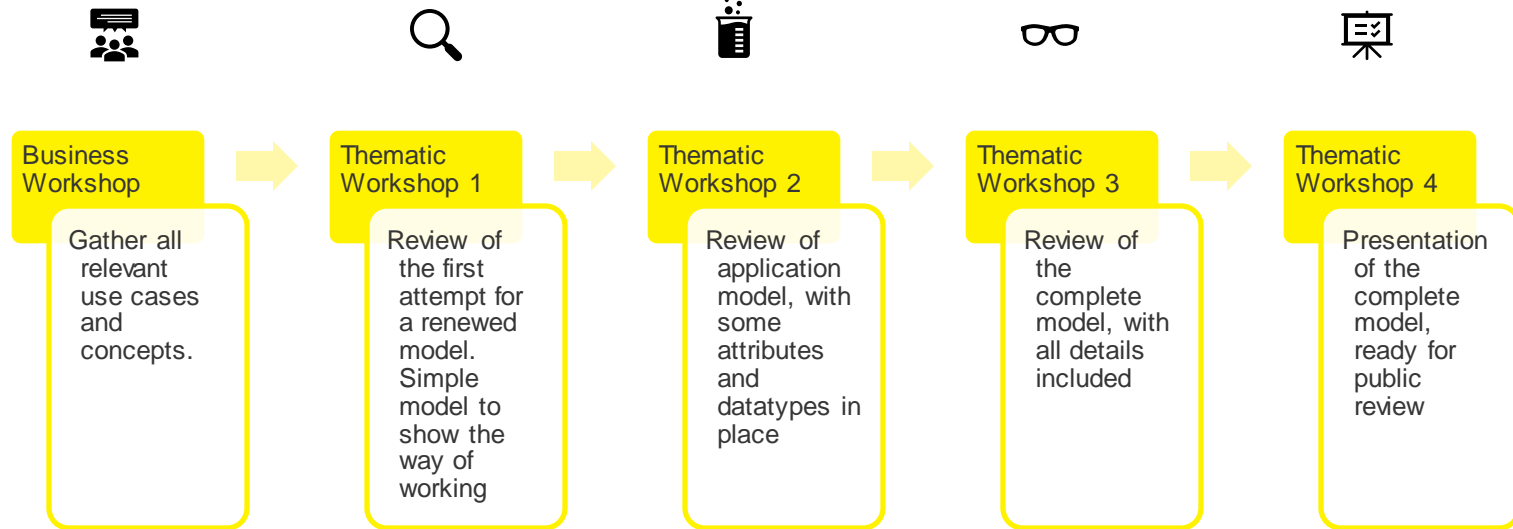 Business
Workshop
Gather all
relevant
use cases
and
concepts.
Thematic
Workshop 1
Review of
the first
attempt for
a renewed
model.
Simple
model to
show the
way of
working
Thematic
Workshop 2
Review of
application
model, with
some
attributes
and
datatypes in
place
Thematic
Workshop 3
Review of
the
complete
model, with
all details
included
Thematic
Workshop 4
Presentation
of the
complete
model,
ready for
public
review